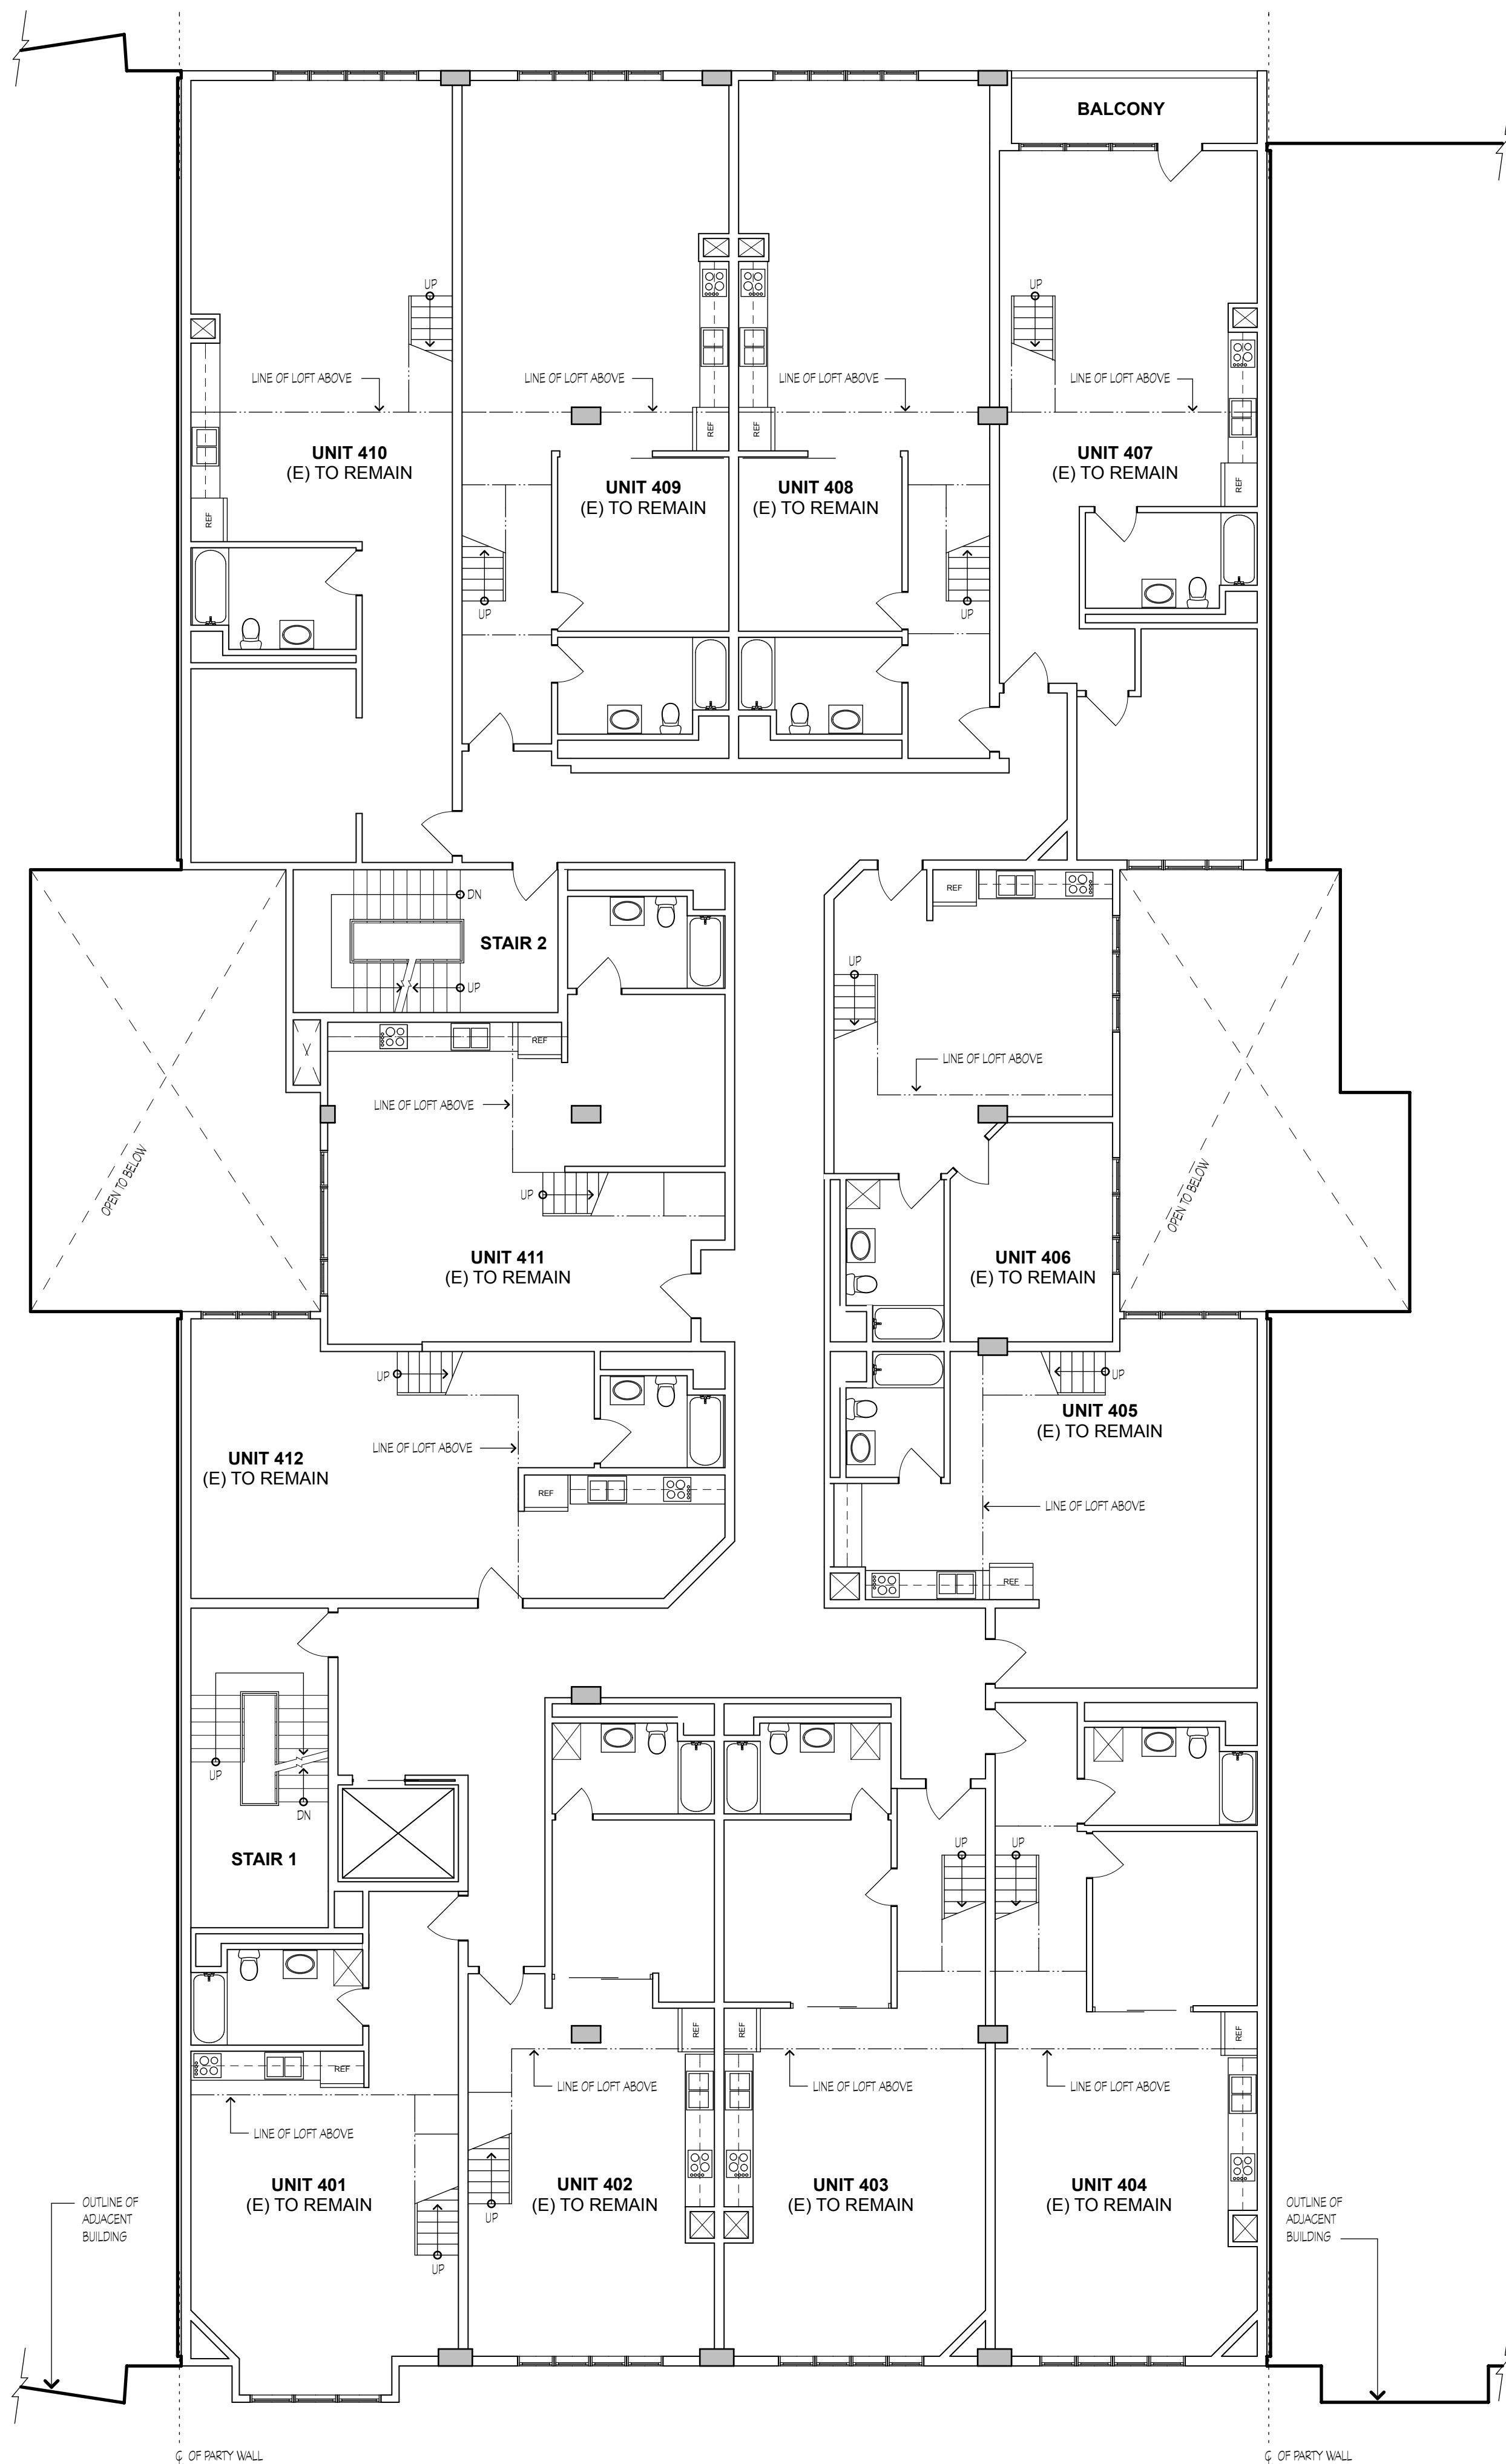 BALCONY
UP
UP
LINE OF LOFT ABOVE
LINE OF LOFT ABOVE
LINE OF LOFT ABOVE
LINE OF LOFT ABOVE
UNIT 410
(E) TO REMAIN
REF
REF
UNIT 407
(E) TO REMAIN
UNIT 409
(E) TO REMAIN
UNIT 408
(E) TO REMAIN
REF
REF
UP
UP
DN
STAIR 2
UP
REF
UP
REF
LINE OF LOFT ABOVE
LINE OF LOFT ABOVE
OPEN TO BELOW
OPEN TO BELOW
UP
UNIT 411
(E) TO REMAIN
UNIT 406
(E) TO REMAIN
UP
UP
UNIT 405
(E) TO REMAIN
UNIT 412
(E) TO REMAIN
LINE OF LOFT ABOVE
REF
LINE OF LOFT ABOVE
REF
UP
DN
STAIR 1
UP
UP
REF
REF
REF
REF
LINE OF LOFT ABOVE
LINE OF LOFT ABOVE
LINE OF LOFT ABOVE
LINE OF LOFT ABOVE
UNIT 401
(E) TO REMAIN
UNIT 402
(E) TO REMAIN
UNIT 403
(E) TO REMAIN
UNIT 404
(E) TO REMAIN
UP
UP
OUTLINE OF
ADJACENT
BUILDING
OUTLINE OF
ADJACENT
BUILDING
℄ OF PARTY WALL
℄ OF PARTY WALL